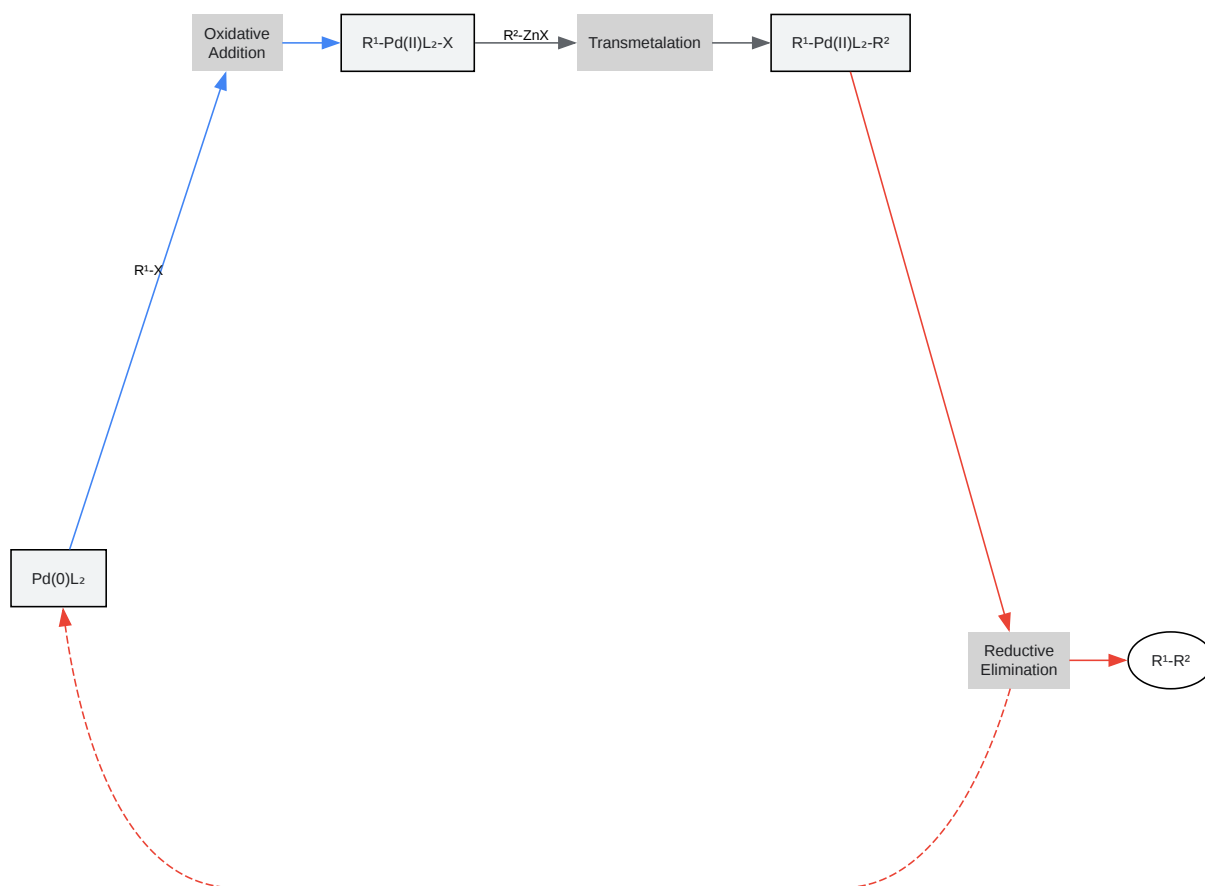 Oxidative
Addition
R¹-Pd(II)L₂-X
R²-ZnX
Transmetalation
R¹-Pd(II)L₂-R²
R¹-X
Pd(0)L₂
Reductive
Elimination
R¹-R²